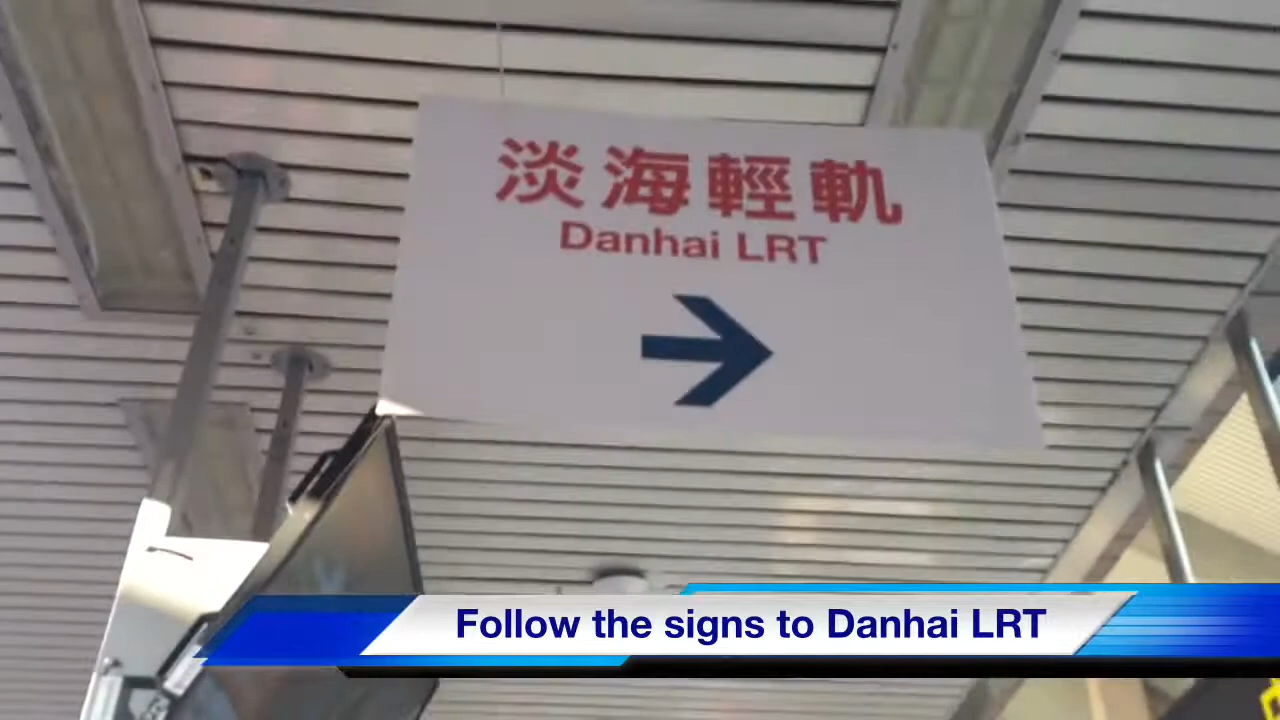 淡海輕軌
Danhai LRT
Follow the signs to Danhai LRT